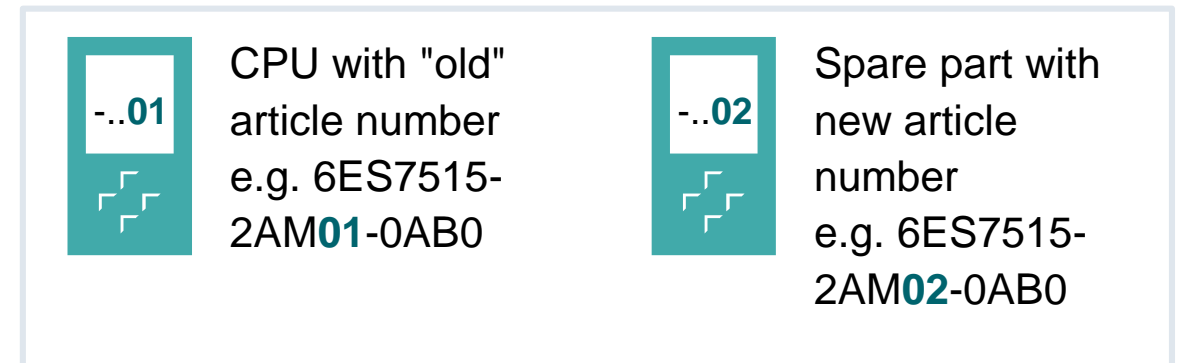 -..01
CPU with "old"
article number
e.g. 6ES7515-
2AM01-0AB0
-..02
Spare part with
new article
number
e.g. 6ES7515-
2AM02-0AB0